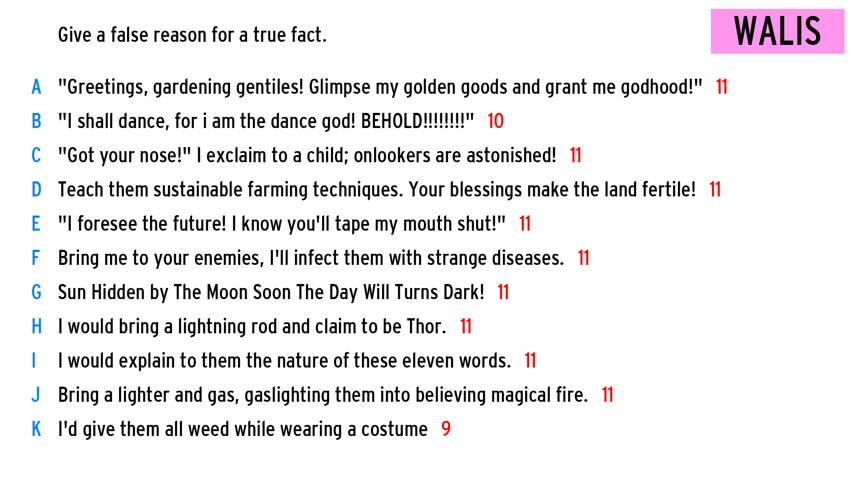 Give a false reason for a true fact.
WALIS
A "Greetings, gardening gentiles! Glimpse my golden goods and grant me godhood!" 11
B "I shall dance, for i am the dance god! BEHOLD!!!!!!!!" 10
C "Got your nose!" I exclaim to a child; onlookers are astonished! 11
D Teach them sustainable farming techniques. Your blessings make the land fertile! 11
E "I foresee the future! I know you'll tape my mouth shut!" 11
F Bring me to your enemies, I'll infect them with strange diseases. 11
G Sun Hidden by The Moon Soon The Day Will Turns Dark! 11
H I would bring a lightning rod and claim to be Thor. 11
I I would explain to them the nature of these eleven words. 11
J Bring a lighter and gas, gaslighting them into believing magical fire. 11
K I'd give them all weed while wearing a costume 9